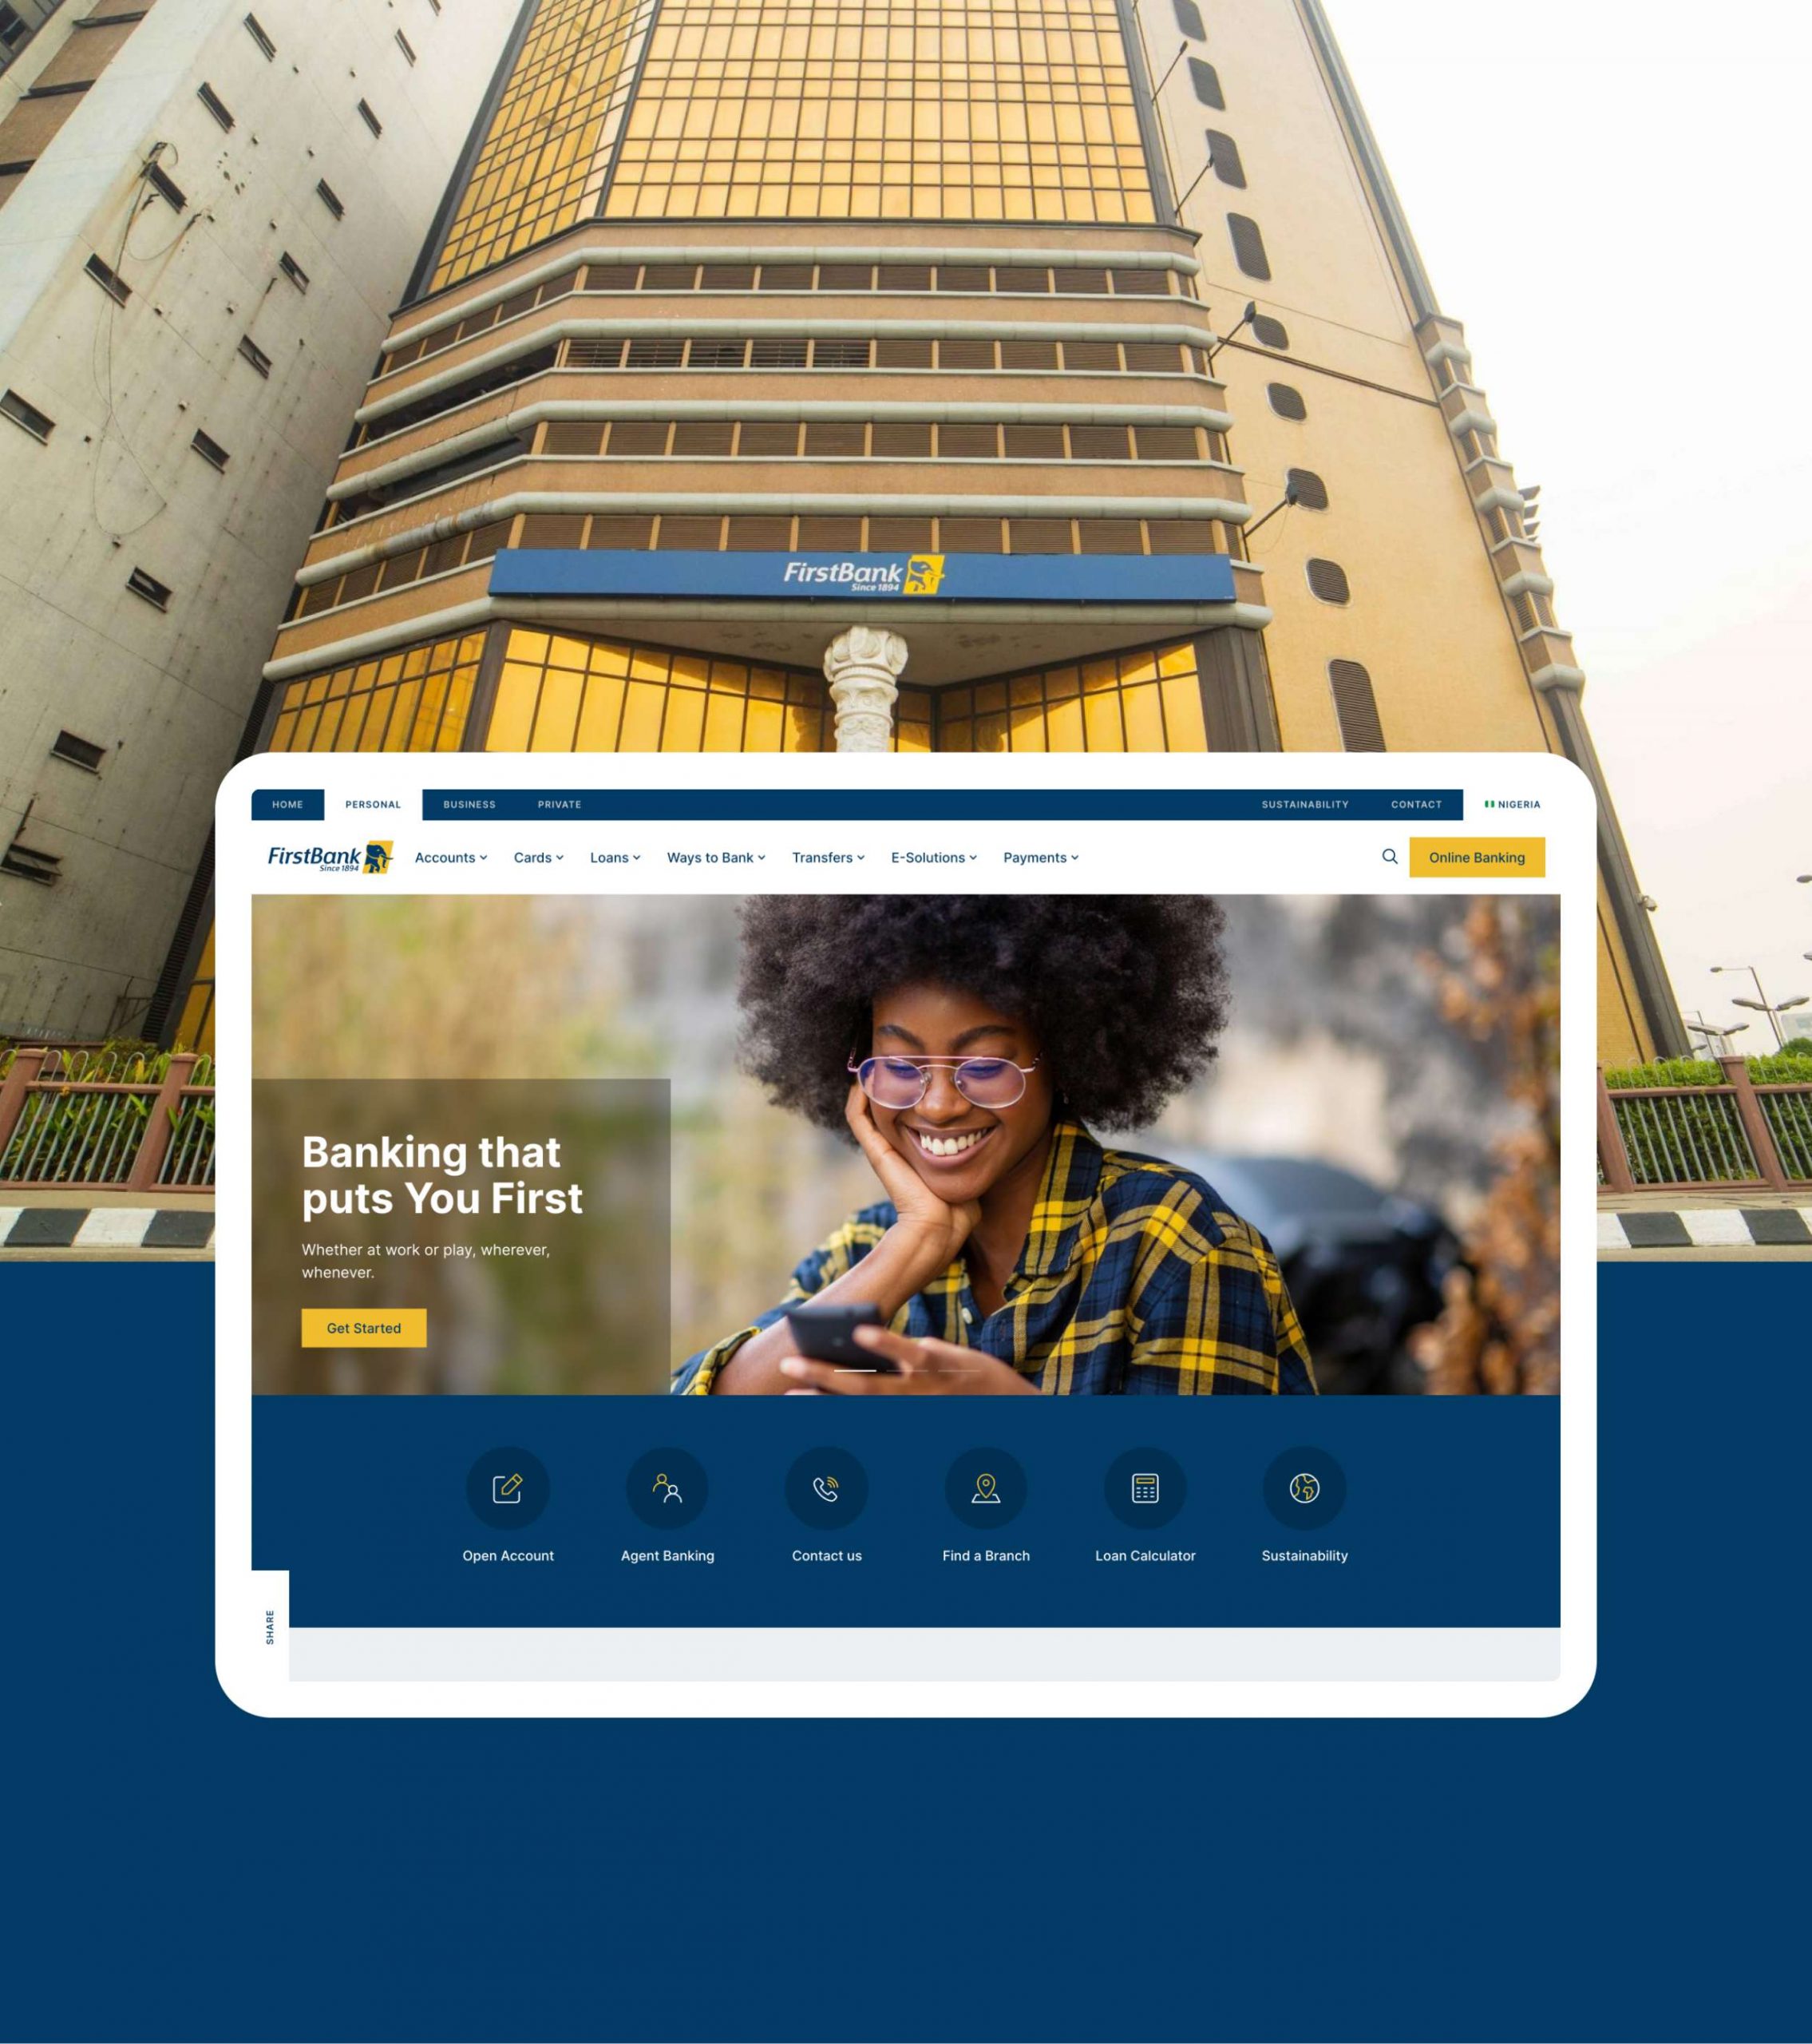 FirstBank
Since 1894
HOME PERSONAL BUSINESS PRIVATE SUSTAINABILITY CONTACT NIGERIA
FirstBank
Since 1894
Accounts Cards Loans Ways to Bank Transfers E-Solutions Payments Online Banking
Banking that
puts You First
Whether at work or play, wherever,
whenever.
Get Started
Open Account Agent Banking Contact us Find a Branch Loan Calculator Sustainability
SHARE